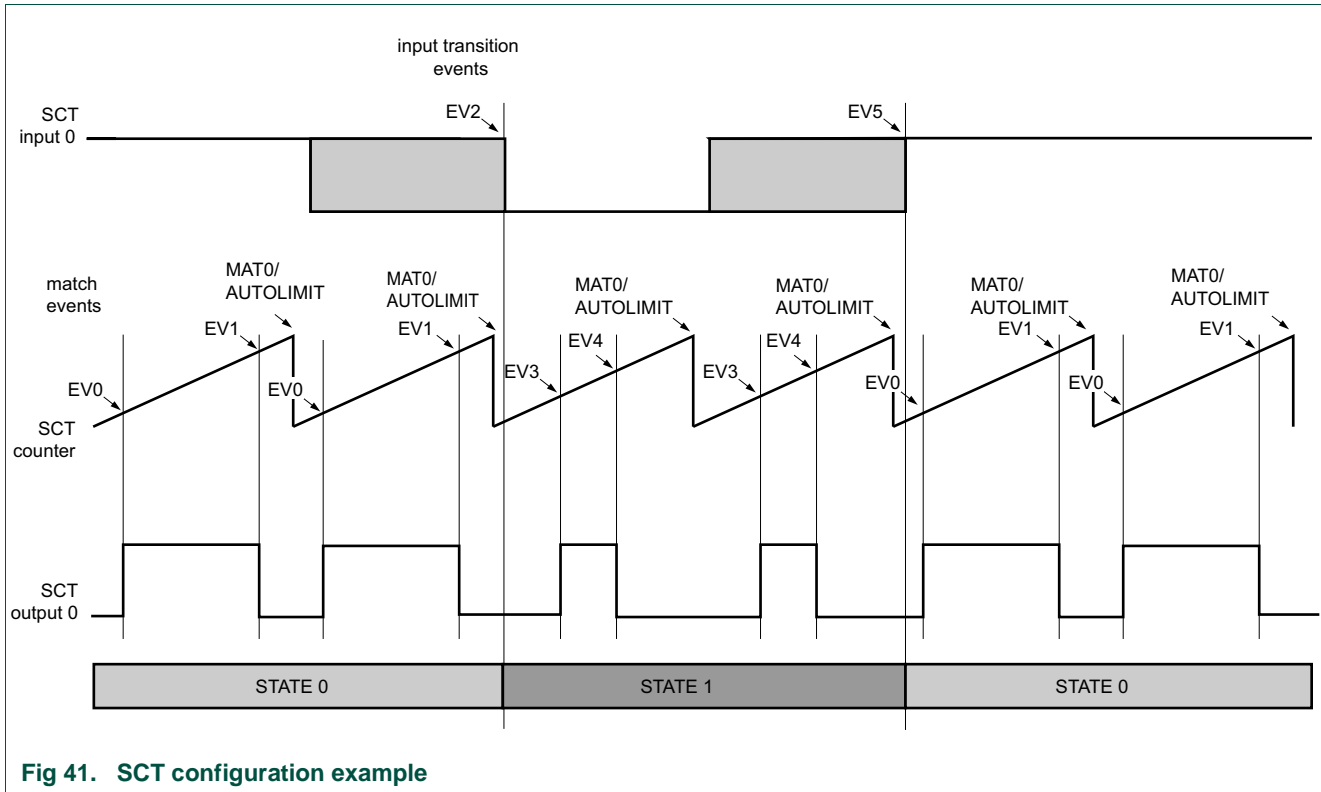 input transition
events
SCT
input 0
EV2
EV5
match
events
MAT0/
AUTOLIMIT
MAT0/
AUTOLIMIT
MAT0/
AUTOLIMIT
MAT0/
AUTOLIMIT
MAT0/
AUTOLIMIT
MAT0/
AUTOLIMIT
EV0
EV1
EV0
EV1
EV3
EV4
EV3
EV4
EV0
EV1
EV0
EV1
SCT
counter
SCT
output 0
STATE 0
STATE 1
STATE 0
Fig 41. SCT configuration example